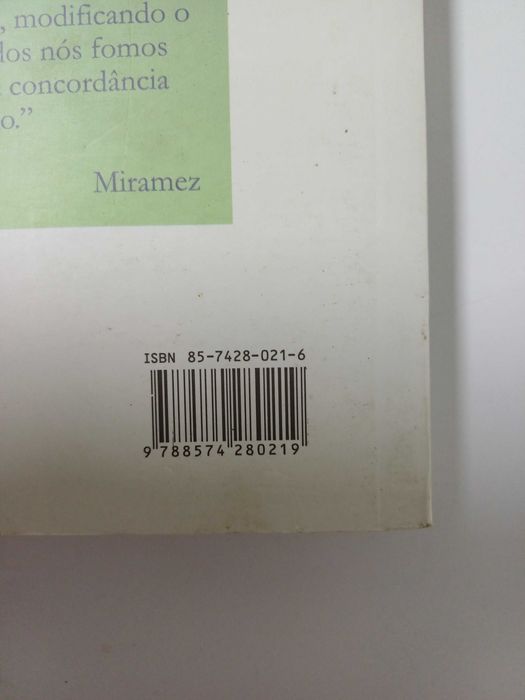 , modificando o
dos nós fomos
concordância
o.”
Miramez
ISBN 85-7428-021-6
9 788574 280219